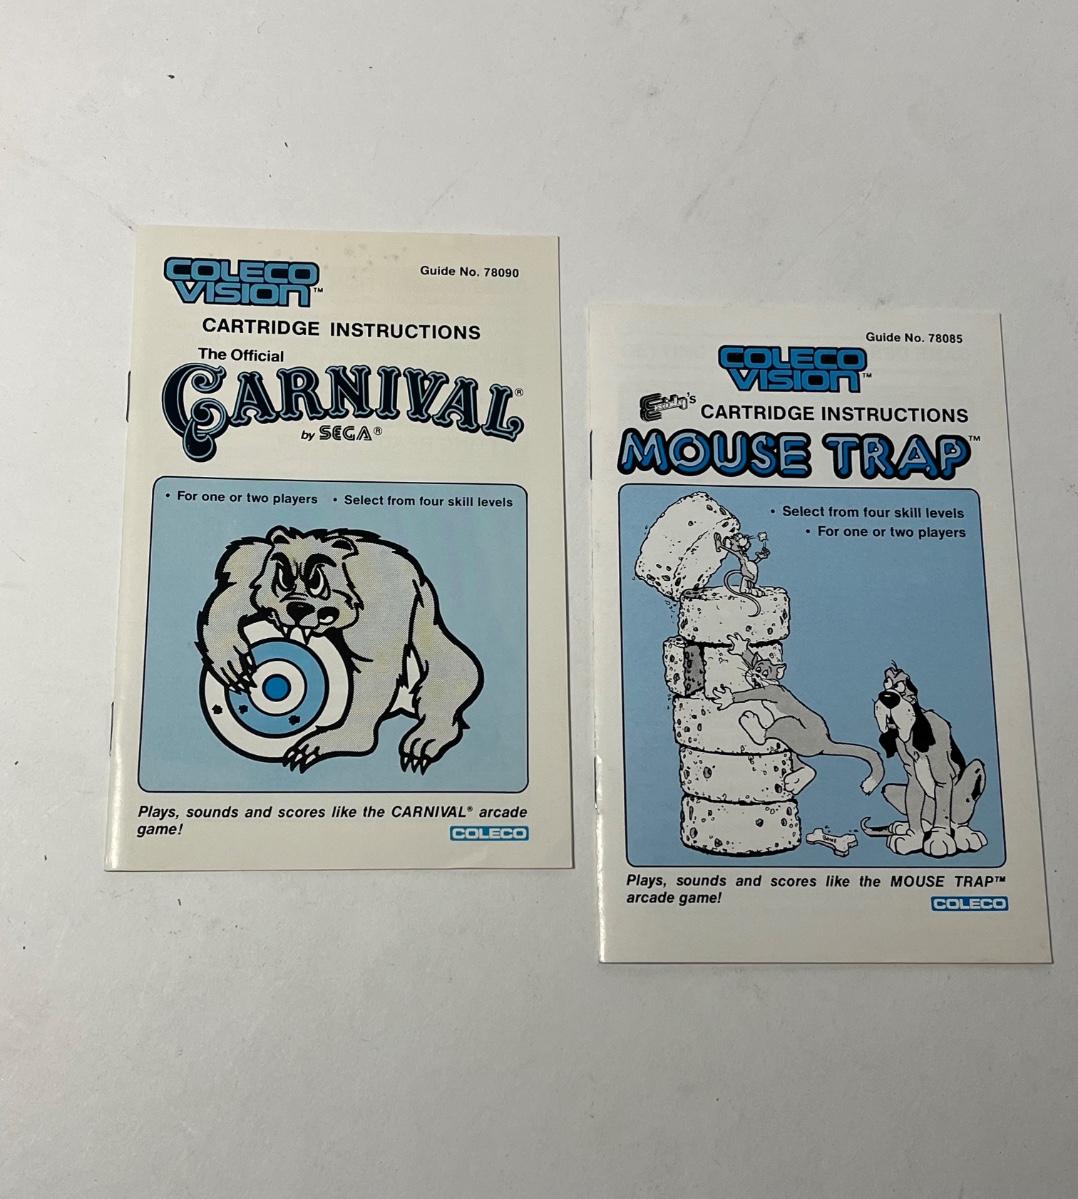 COLECO
VISION™
Guide No. 78090
CARTRIDGE INSTRUCTIONS
The Official
CARNIVAL®
by SEGA®
• For one or two players • Select from four skill levels
Plays, sounds and scores like the CARNIVAL® arcade
game!
COLECO
Guide No. 78085
COLECO
VISION™
Exidy's CARTRIDGE INSTRUCTIONS
MOUSE TRAP™
• Select from four skill levels
• For one or two players
Plays, sounds and scores like the MOUSE TRAP™
arcade game!
COLECO